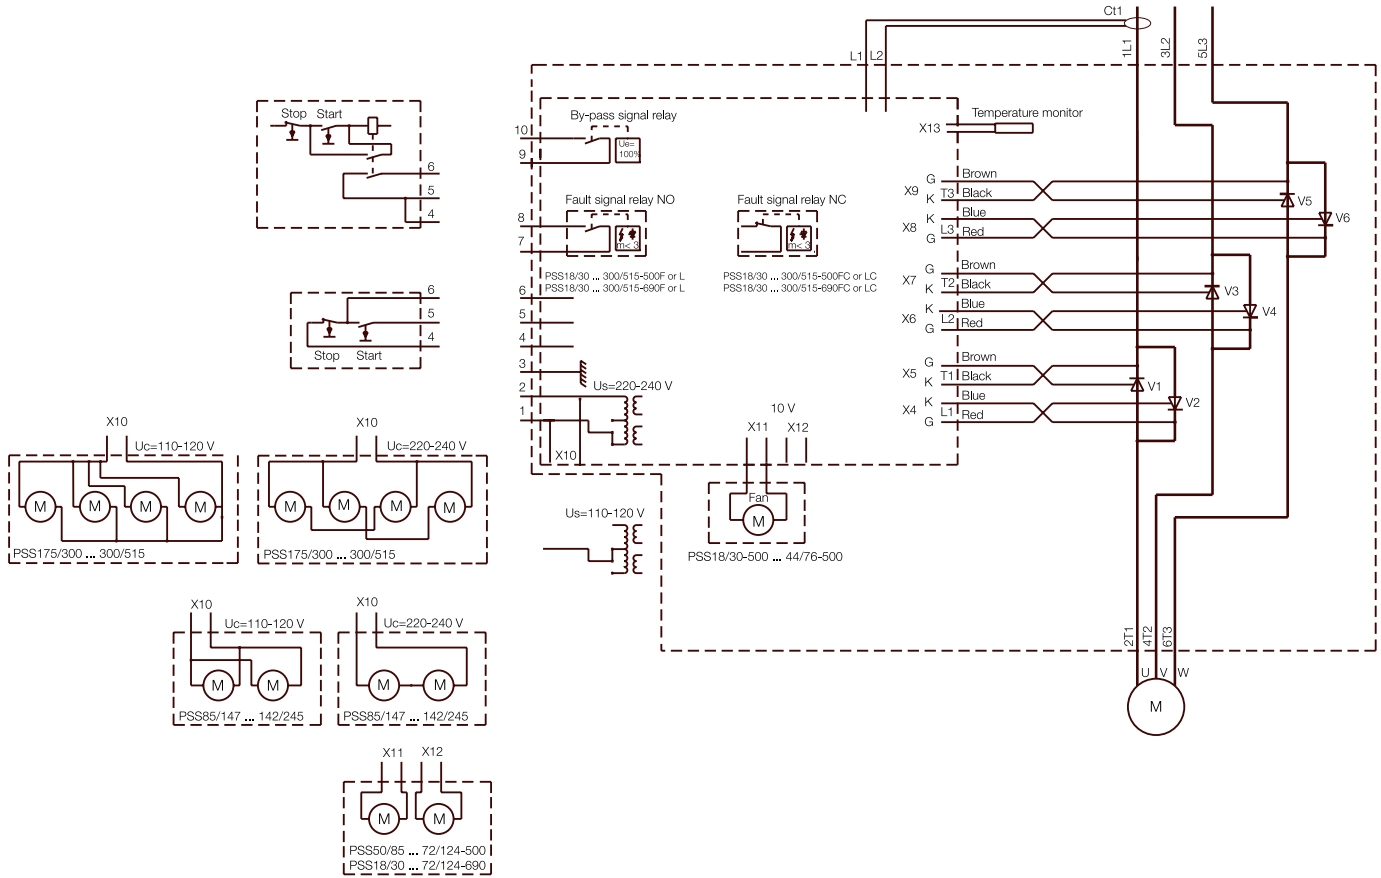 Ct1
1L1
3L2
5L3
L1
L2
Stop
Start
6
5
4
By-pass signal relay
10
9
Ue=
100%
Temperature monitor
X13
Fault signal relay NO
8
7
m< 3
PSS18/30 ... 300/515-500F or L
PSS18/30 ... 300/515-690F or L
Fault signal relay NC
m< 3
PSS18/30 ... 300/515-500FC or LC
PSS18/30 ... 300/515-690FC or LC
X9
G
Brown
K
T3
Black
X8
K
Blue
G
L3
Red
V5
V6
X7
G
Brown
K
T2
Black
X6
K
Blue
G
L2
Red
V3
V4
X5
G
Brown
K
T1
Black
X4
K
Blue
G
L1
Red
V1
V2
6
5
4
Stop
Start
6
5
4
3
2
1
Us=220-240 V
X10
10 V
X11
X12
Fan
M
PSS18/30-500 ... 44/76-500
Us=110-120 V
X10
Uc=110-120 V
M
M
M
M
PSS175/300 ... 300/515
X10
Uc=220-240 V
M
M
M
M
PSS175/300 ... 300/515
X10
Uc=110-120 V
M
M
PSS85/147 ... 142/245
X10
Uc=220-240 V
M
M
PSS85/147 ... 142/245
X11
X12
M
M
PSS50/85 ... 72/124-500
PSS18/30 ... 72/124-690
2T1
4T2
6T3
U
V
W
M